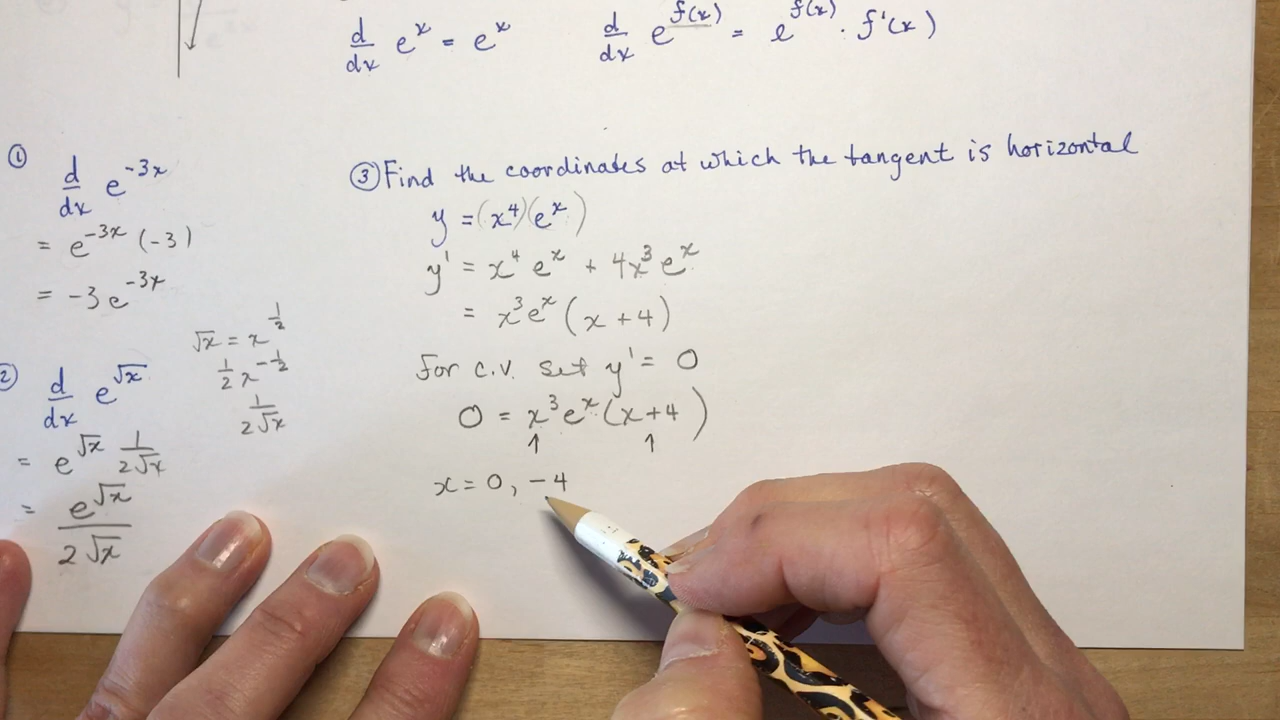 d/dx e^x = e^x
d/dx e^f(x) = e^f(x) · f'(x)
① d/dx e^-3x
= e^-3x (-3)
= -3e^-3x
√x = x^1/2
1/2 x^-1/2
1/2√x
2) d/dx e^√x
= e^√x 1/2√x
= e^√x/2√x
③ Find the coordinates at which the tangent is horizontal
y = (x^4)(e^x)
y' = x^4 e^x + 4x^3 e^x
= x^3 e^x (x + 4)
For c.v. set y' = 0
0 = x^3 e^x (x + 4)
↑ ↑
x = 0, -4